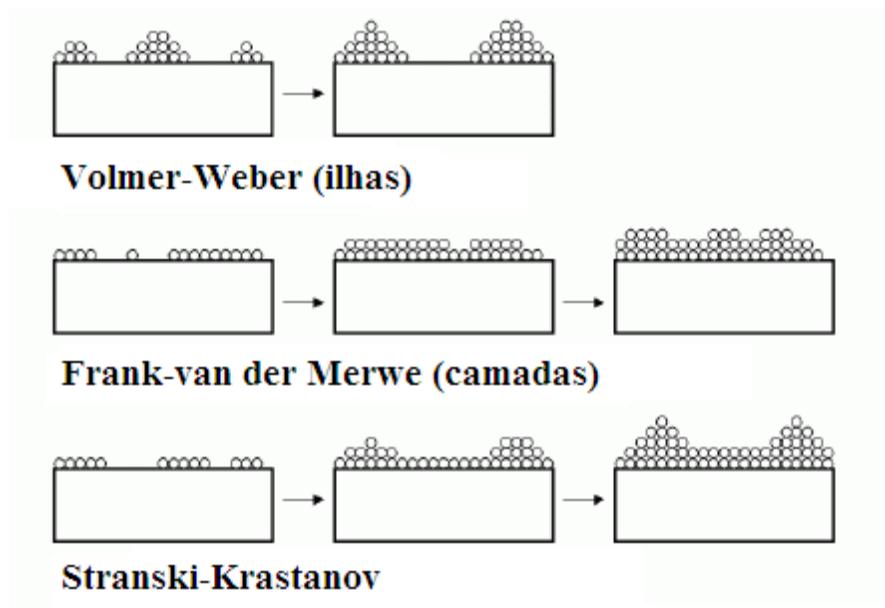 Volmer-Weber (ilhas)
Frank-van der Merwe (camadas)
Stranski-Krastanov